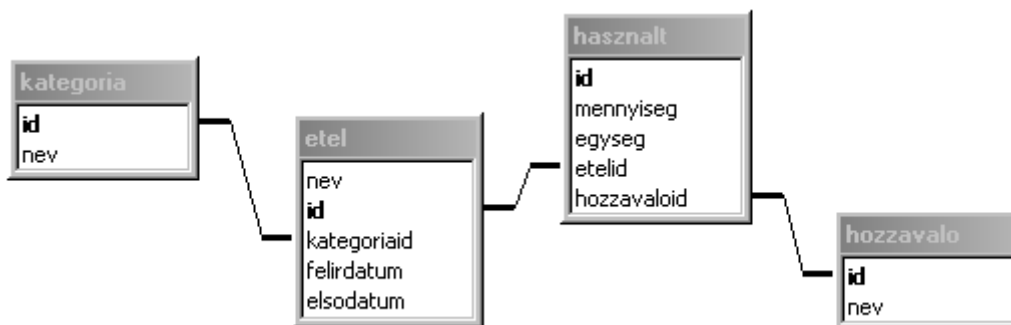 kategoria
id
nev
etel
nev
id
kategoriaid
felirdatum
elsodatum
hasznalt
id
mennyiseg
egyseg
etelid
hozzavaloid
hozzavalo
id
nev